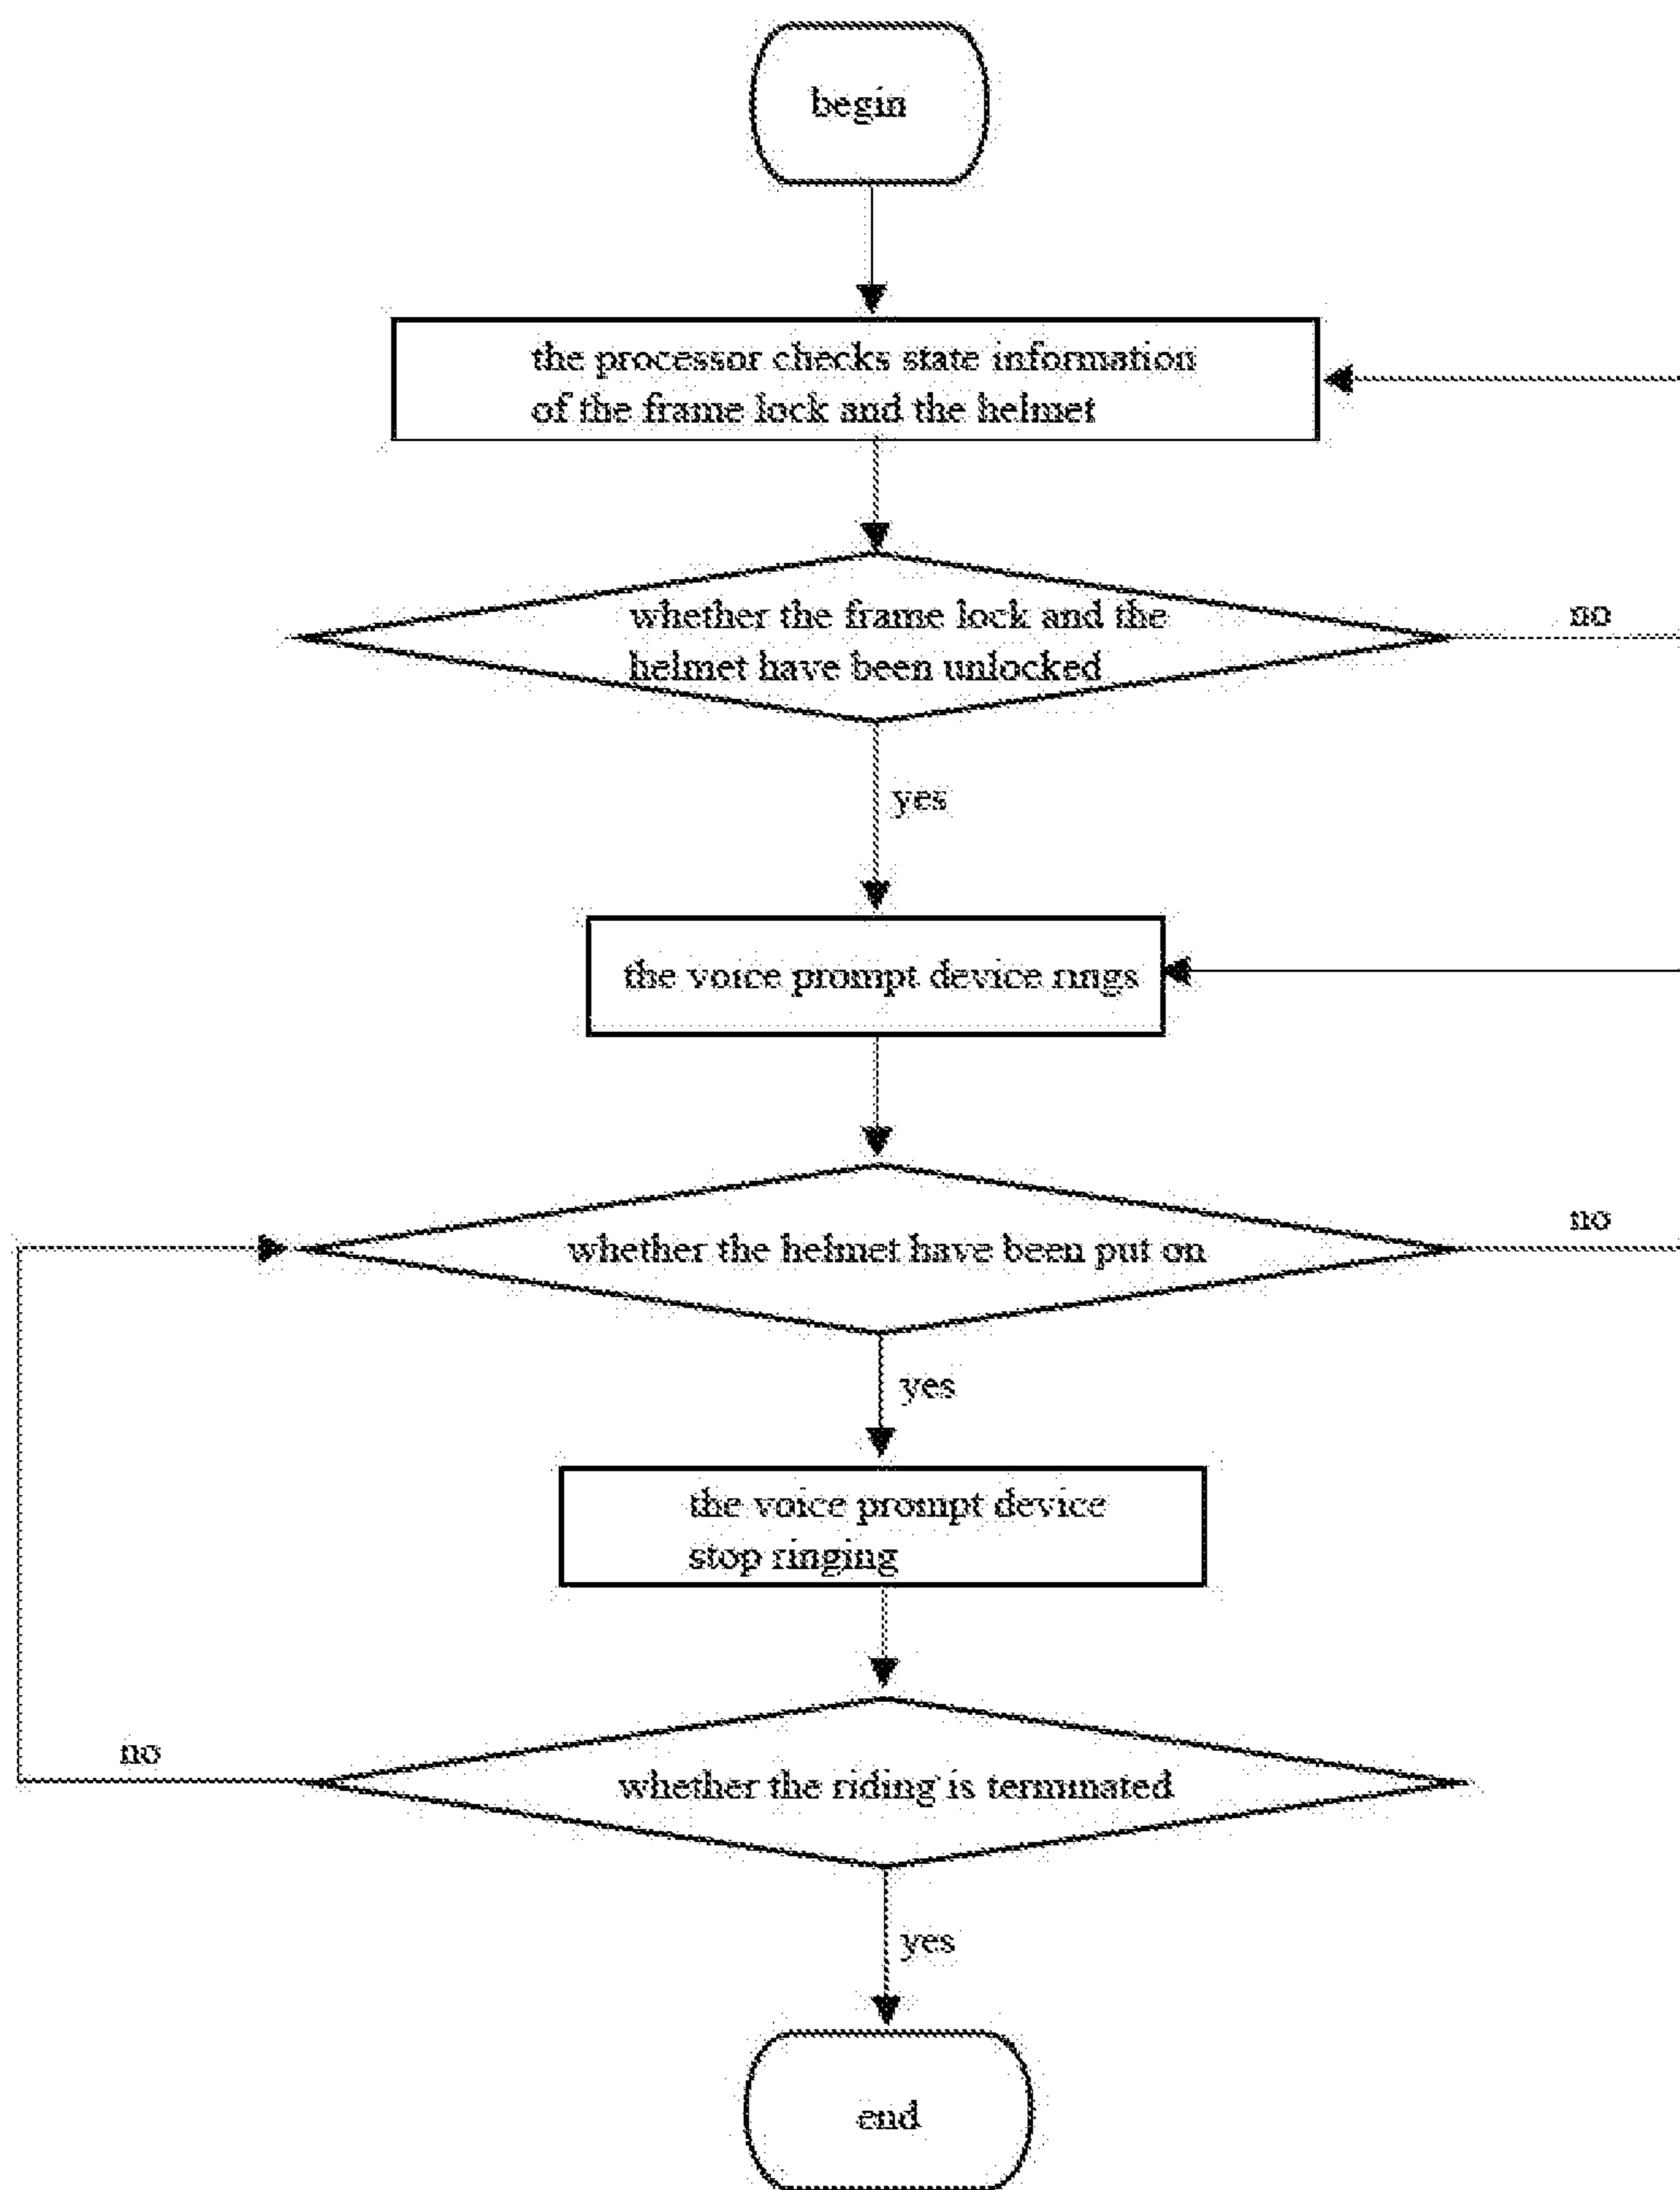 begin
the processor checks state information
of the frame lock and the helmet
whether the frame lock and the
helmet have been unlocked
no
yes
the voice prompt device rings
whether the helmet have been put on
no
yes
the voice prompt device
stop ringing
whether the riding is terminated
no
yes
end